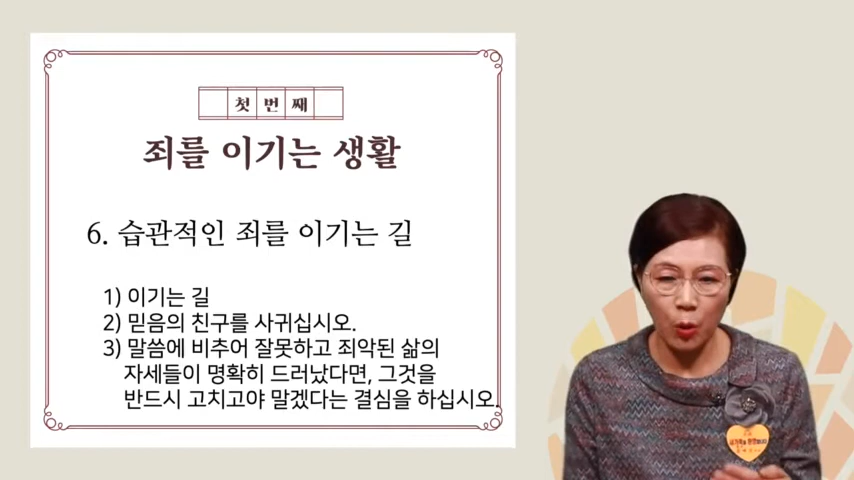 첫번째
죄를 이기는 생활
6. 습관적인 죄를 이기는 길
1) 이기는 길
2) 믿음의 친구를 사귀십시오.
3) 말씀에 비추어 잘못하고 죄악된 삶의
자세들이 명확히 드러났다면, 그것을
반드시 고치고야 말겠다는 결심을 하십시오.